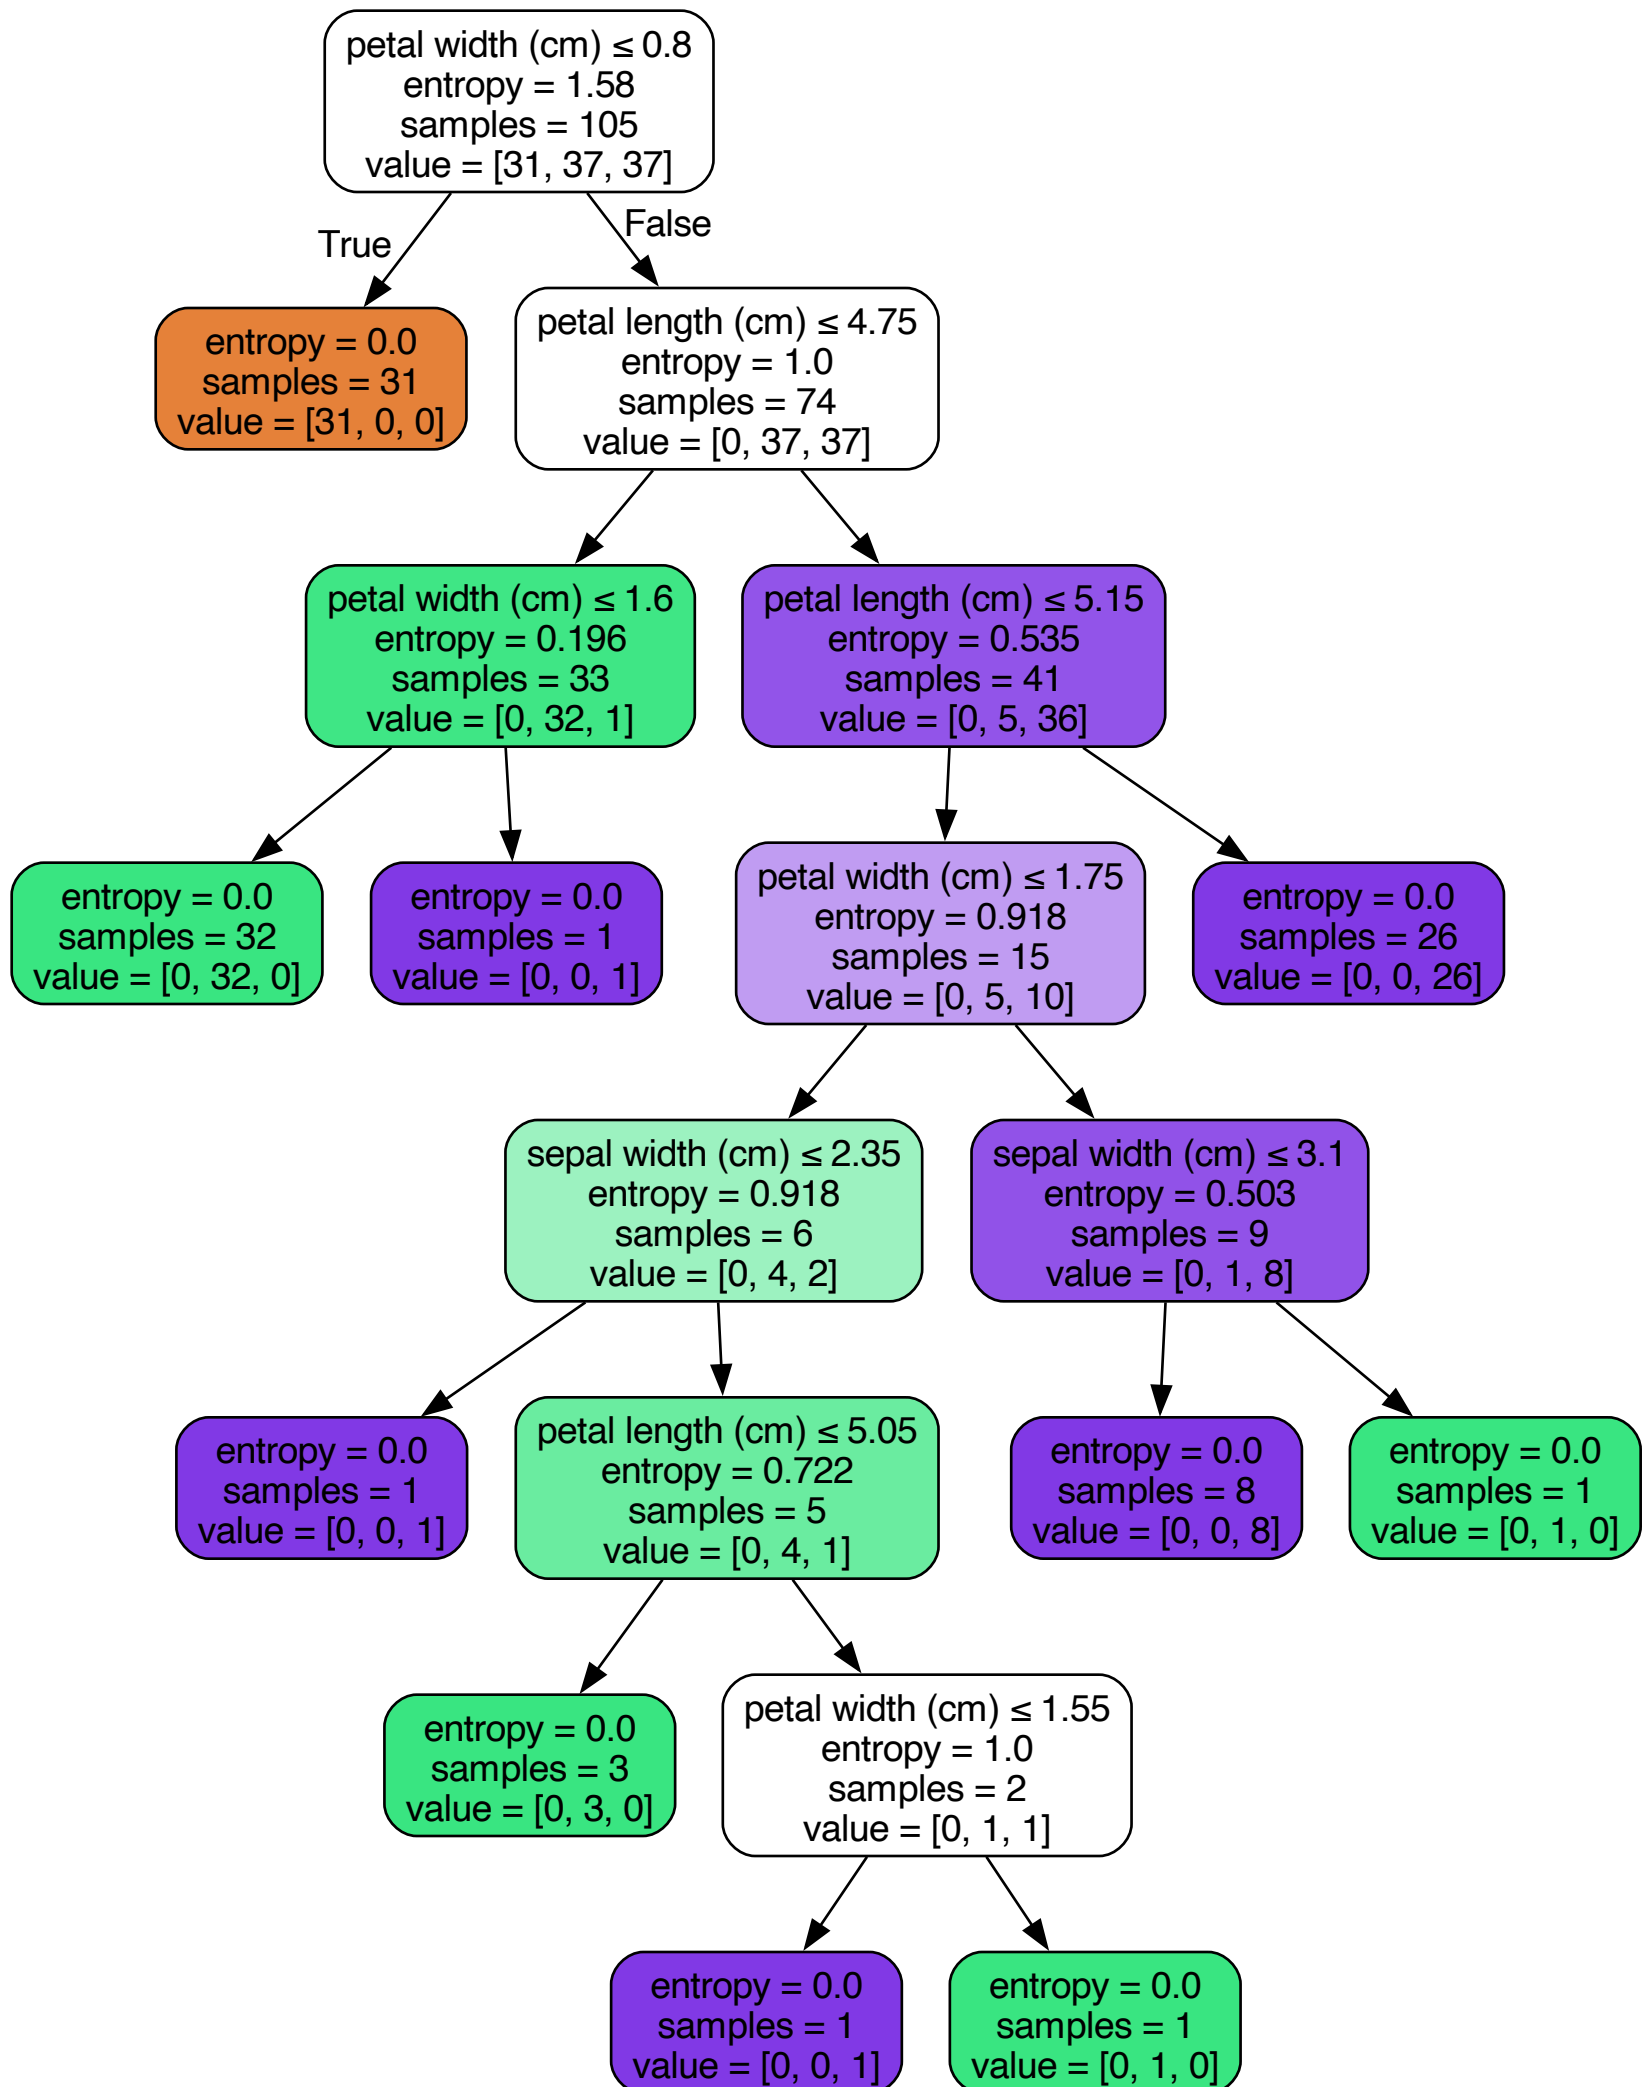 petal width (cm) ≤ 0.8
entropy = 1.58
samples = 105
value = [31, 37, 37]
True
False
entropy = 0.0
samples = 31
value = [31, 0, 0]
petal length (cm) ≤ 4.75
entropy = 1.0
samples = 74
value = [0, 37, 37]
petal width (cm) ≤ 1.6
entropy = 0.196
samples = 33
value = [0, 32, 1]
petal length (cm) ≤ 5.15
entropy = 0.535
samples = 41
value = [0, 5, 36]
entropy = 0.0
samples = 32
value = [0, 32, 0]
entropy = 0.0
samples = 1
value = [0, 0, 1]
petal width (cm) ≤ 1.75
entropy = 0.918
samples = 15
value = [0, 5, 10]
entropy = 0.0
samples = 26
value = [0, 0, 26]
sepal width (cm) ≤ 2.35
entropy = 0.918
samples = 6
value = [0, 4, 2]
sepal width (cm) ≤ 3.1
entropy = 0.503
samples = 9
value = [0, 1, 8]
entropy = 0.0
samples = 1
value = [0, 0, 1]
petal length (cm) ≤ 5.05
entropy = 0.722
samples = 5
value = [0, 4, 1]
entropy = 0.0
samples = 8
value = [0, 0, 8]
entropy = 0.0
samples = 1
value = [0, 1, 0]
entropy = 0.0
samples = 3
value = [0, 3, 0]
petal width (cm) ≤ 1.55
entropy = 1.0
samples = 2
value = [0, 1, 1]
entropy = 0.0
samples = 1
value = [0, 0, 1]
entropy = 0.0
samples = 1
value = [0, 1, 0]